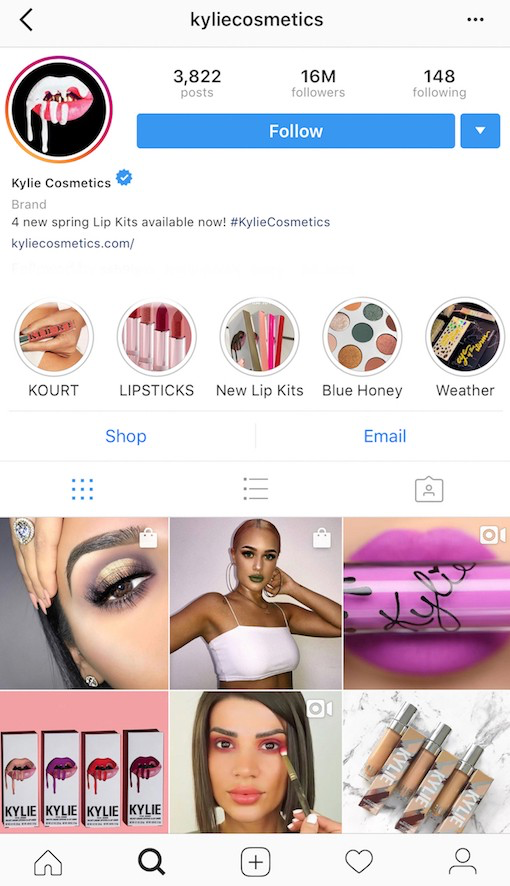 kyliecosmetics
3,822 16M 148
posts followers following
Follow
Kylie Cosmetics
Brand
4 new spring Lip Kits available now! #KylieCosmetics
kyliecosmetics.com/
KOURT LIPSTICKS New Lip Kits Blue Honey Weather
Shop Email
Kylie
KYLIE KYLIE KYLIE KYLIE
KYLIE KYLIE KYLIE